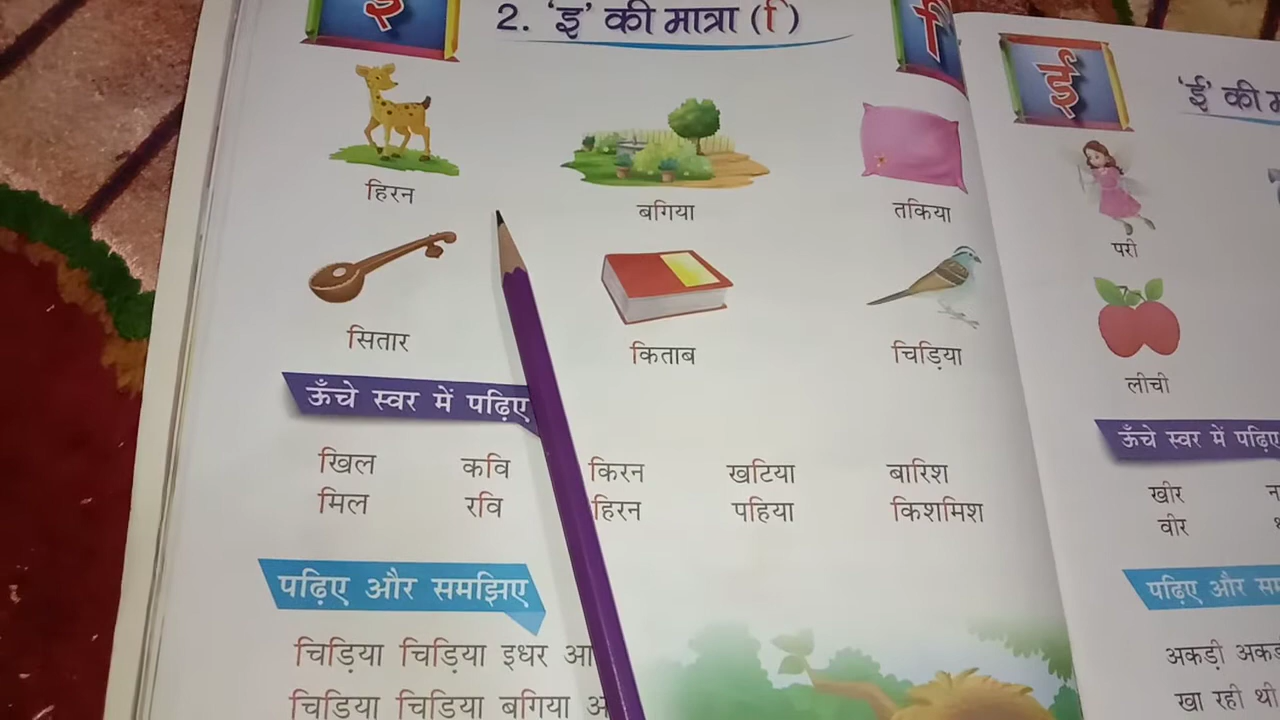 इ
2. 'इ' की मात्रा (ि)
ि
हिरन
बगिया
तकिया
सितार
किताब
चिड़िया
ऊँचे स्वर में पढ़िए
खिल कवि किरन खटिया बारिश
मिल रवि हिरन पहिया किशमिश
पढ़िए और समझिए
चिड़िया चिड़िया इधर
चिड़िया चिड़िया बगिया
ई
'ई' की
परी
लीची
ऊँचे स्वर में पढ़िए
खीर
वीर
पढ़िए और
अकड़ी
खा रही थी